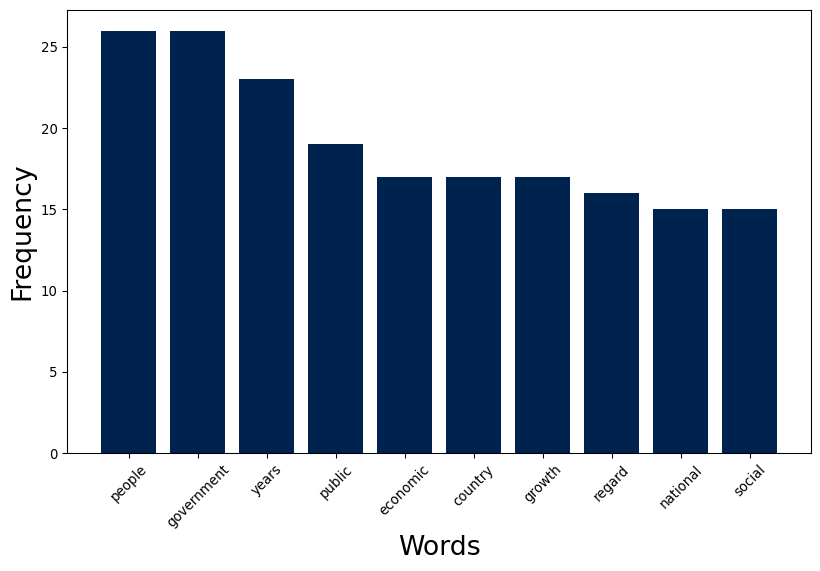 25
20
15
10
5
0
Frequency
people
government
years
public
economic
country
growth
regard
national
social
Words